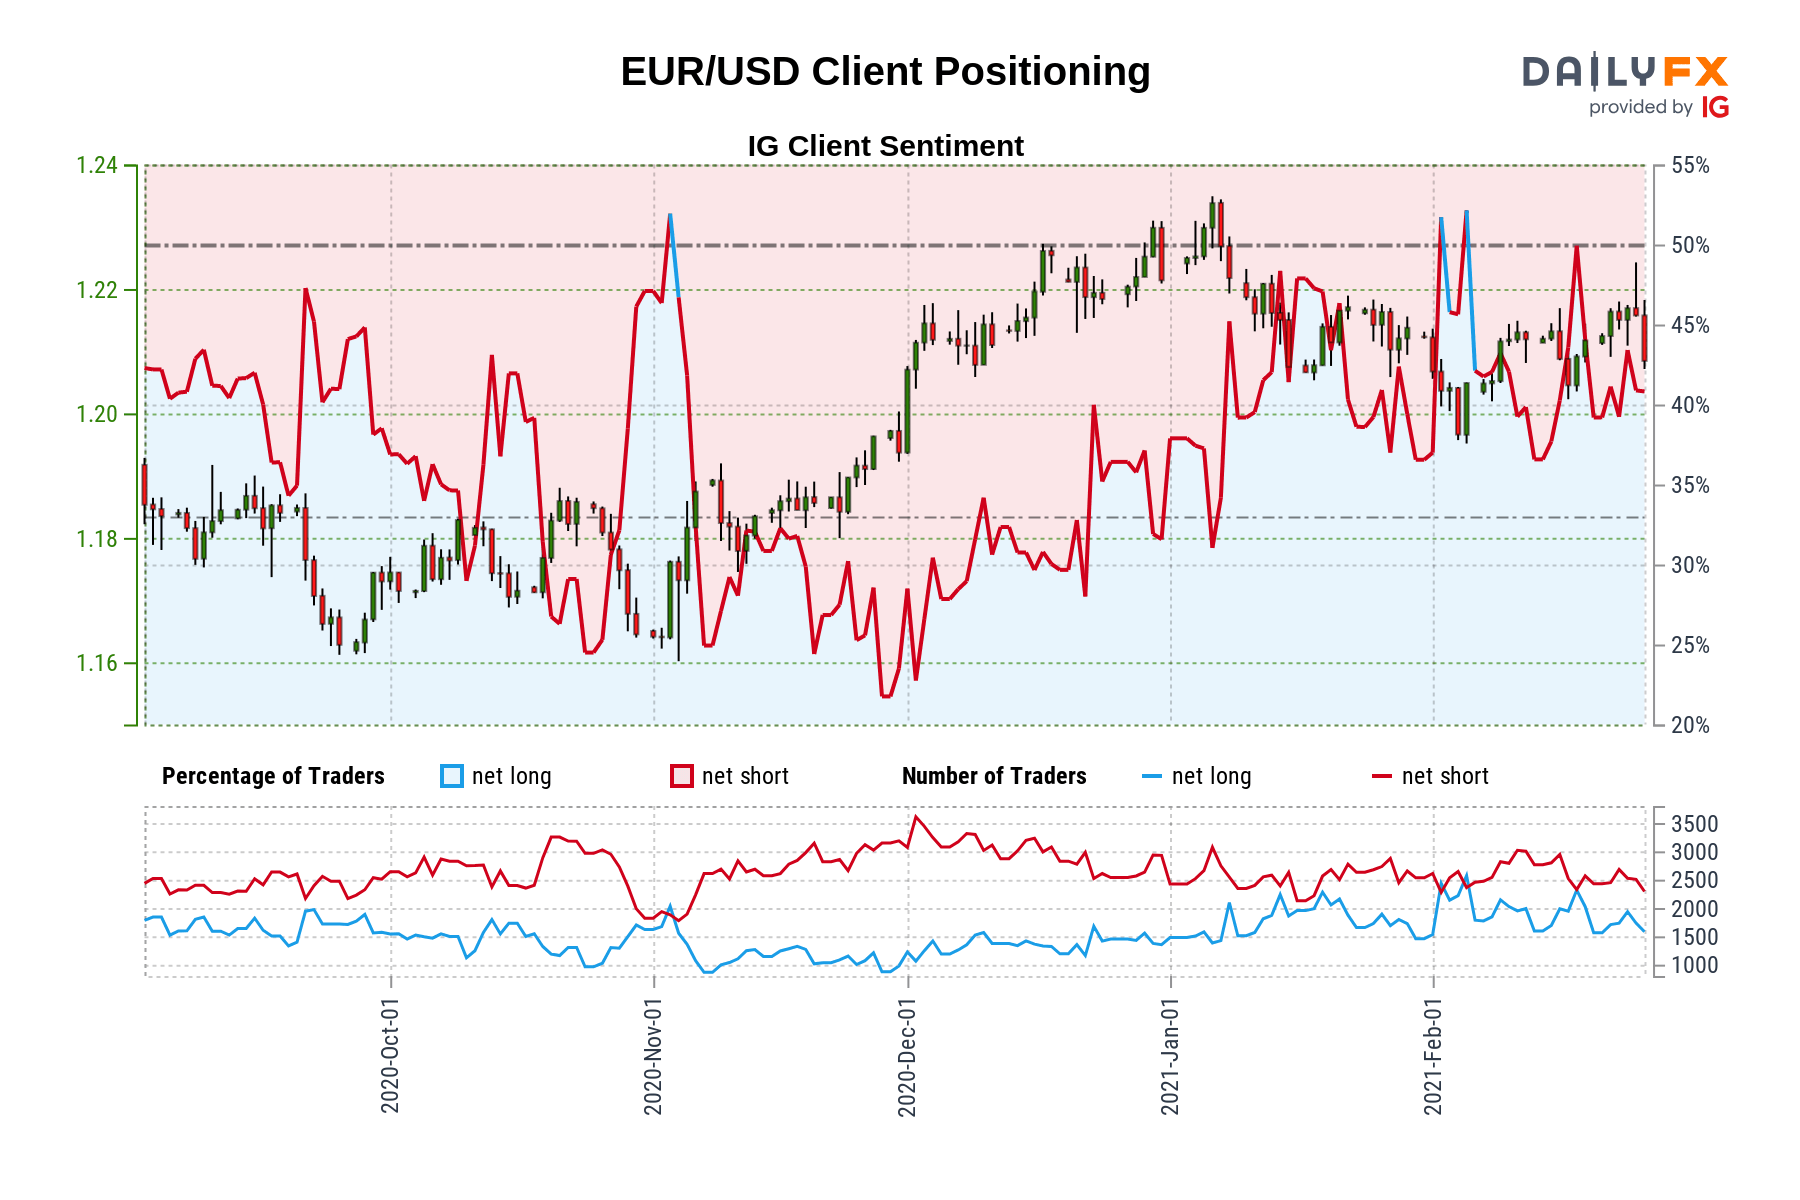 EUR/USD Client Positioning
DAILYFX
provided by IG
IG Client Sentiment
1.24
1.22
1.20
1.18
1.16
55%
50%
45%
40%
35%
30%
25%
20%
Percentage of Traders net long net short Number of Traders net long net short
3500
3000
2500
2000
1500
1000
2020-Oct-01
2020-Nov-01
2020-Dec-01
2021-Jan-01
2021-Feb-01